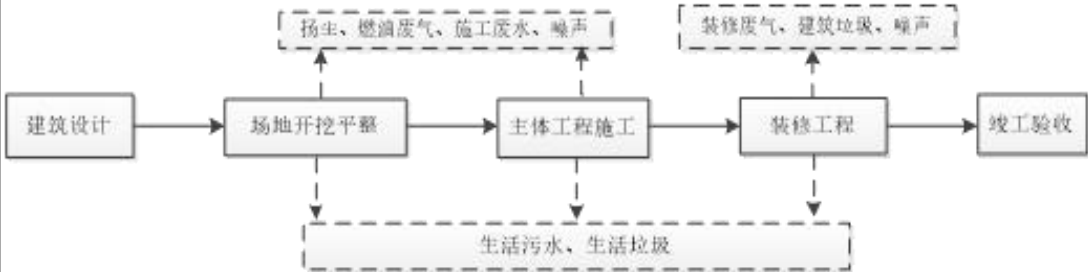 扬尘、燃油废气、施工废水、噪声
装修废气、建筑垃圾、噪声
建筑设计
场地开挖平整
主体工程施工
装修工程
竣工验收
生活污水、生活垃圾